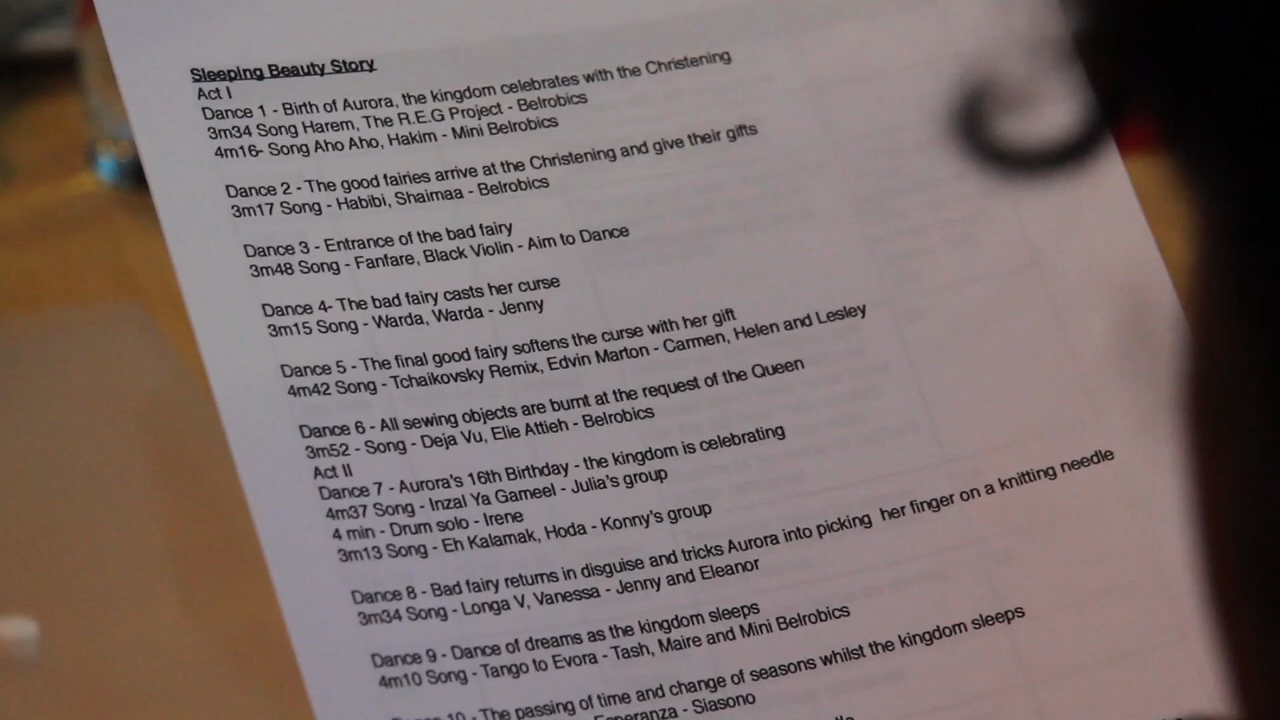 Sleeping Beauty Story
Act I
Dance 1 - Birth of Aurora, the kingdom celebrates with the Christening
3m34 Song Harem, The R.E.G Project - Belrobics
4m16- Song Aho Aho, Hakim - Mini Belrobics
Dance 2 - The good fairies arrive at the Christening and give their gifts
3m17 Song - Habibi, Shaimaa - Belrobics
Dance 3 - Entrance of the bad fairy
3m48 Song - Fanfare, Black Violin - Aim to Dance
Dance 4- The bad fairy casts her curse
3m15 Song - Warda, Warda - Jenny
Dance 5 - The final good fairy softens the curse with her gift
4m42 Song - Tchaikovsky Remix, Edvin Marton - Carmen, Helen and Lesley
Dance 6 - All sewing objects are burnt at the request of the Queen
3m52 - Song - Deja Vu, Elie Attieh - Belrobics
Act II
Dance 7 - Aurora's 16th Birthday - the kingdom is celebrating
4m37 Song - Inzal Ya Gameel - Julia's group
4 min - Drum solo - Irene
3m13 Song - Eh Kalamak, Hoda - Konny's group
Dance 8 - Bad fairy returns in disguise and tricks Aurora into picking her finger on a knitting needle
3m34 Song - Longa V, Vanessa - Jenny and Eleanor
Dance 9 - Dance of dreams as the kingdom sleeps
4m10 Song - Tango to Evora - Tash, Maire and Mini Belrobics
Dance 10 - The passing of time and change of seasons whilst the kingdom sleeps
Esperanza - Siasono